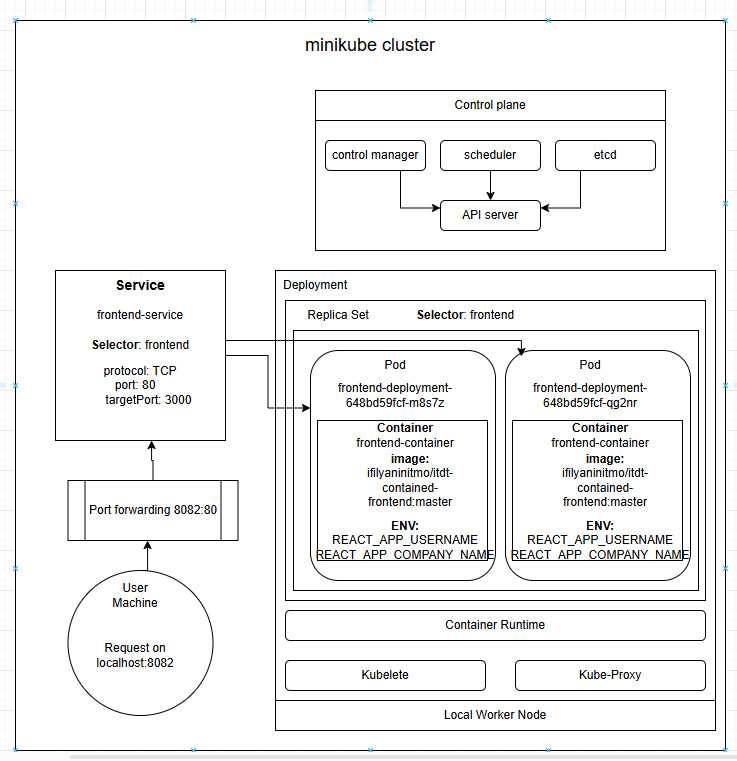 minikube cluster
Control plane
control manager
scheduler
etcd
API server
Service
frontend-service
Selector: frontend
protocol: TCP
port: 80
targetPort: 3000
Port forwarding 8082:80
User
Machine
Request on
localhost:8082
Deployment
Replica Set
Selector: frontend
Pod
frontend-deployment-
648bd59fcf-m8s7z
Container
frontend-container
image:
ifilyaninitmo/itdt-
contained-
frontend:master
ENV:
REACT_APP_USERNAME
REACT_APP_COMPANY_NAME
Pod
frontend-deployment-
648bd59fcf-qg2nr
Container
frontend-container
image:
ifilyaninitmo/itdt-
contained-
frontend:master
ENV:
REACT_APP_USERNAME
REACT_APP_COMPANY_NAME
Container Runtime
Kubelete
Kube-Proxy
Local Worker Node